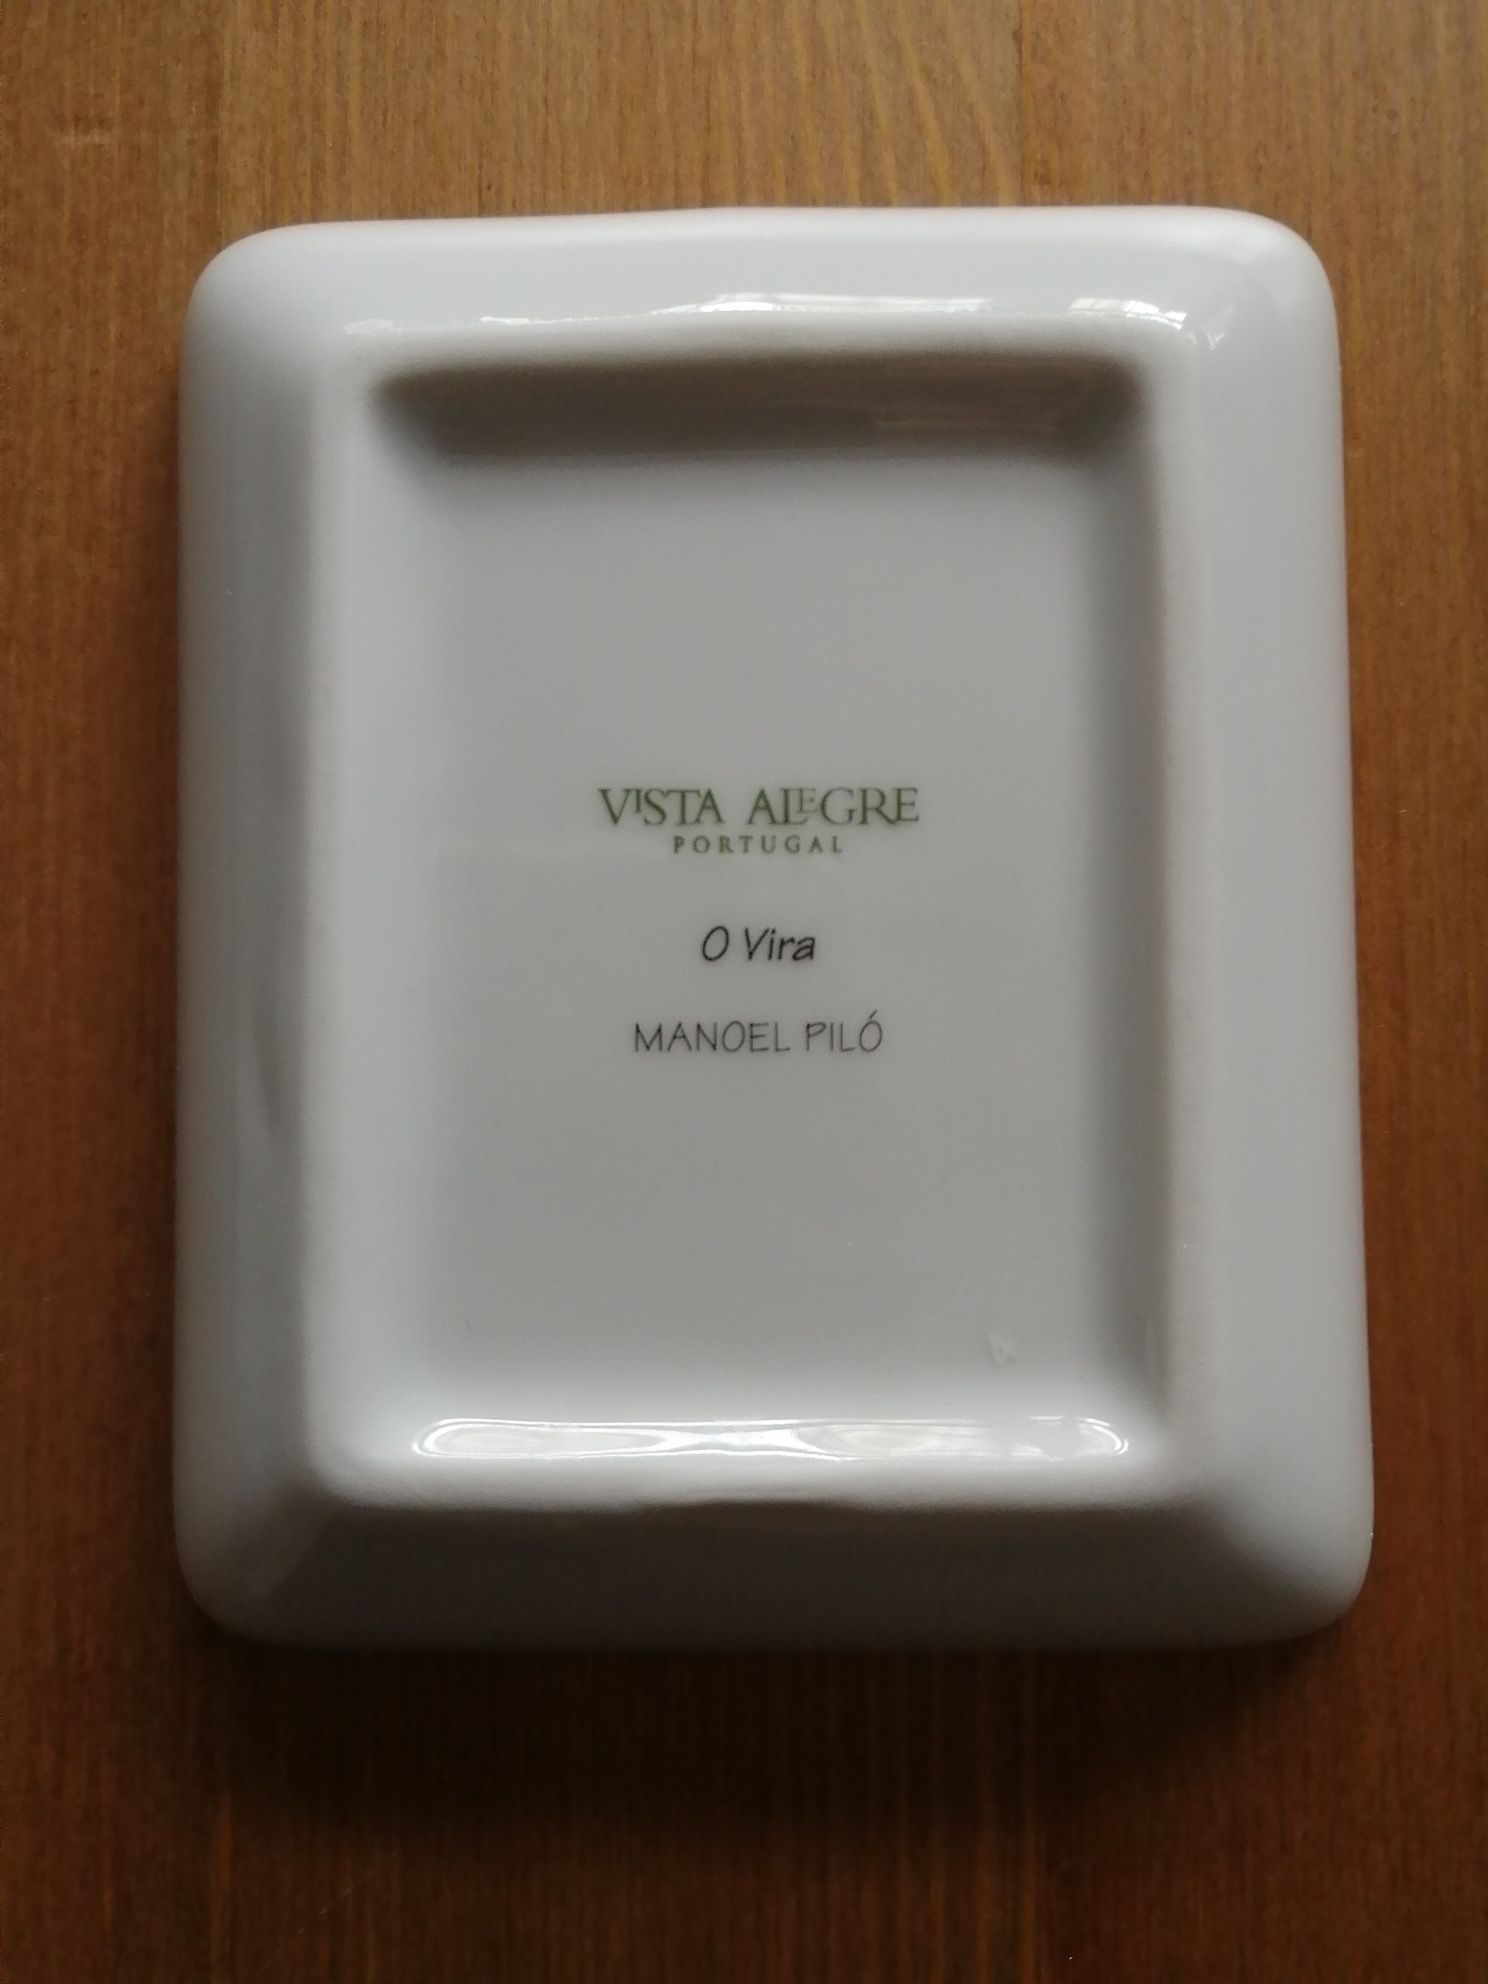 VISTA ALEGRE
PORTUGAL
O Vira
MANOEL PILÓ